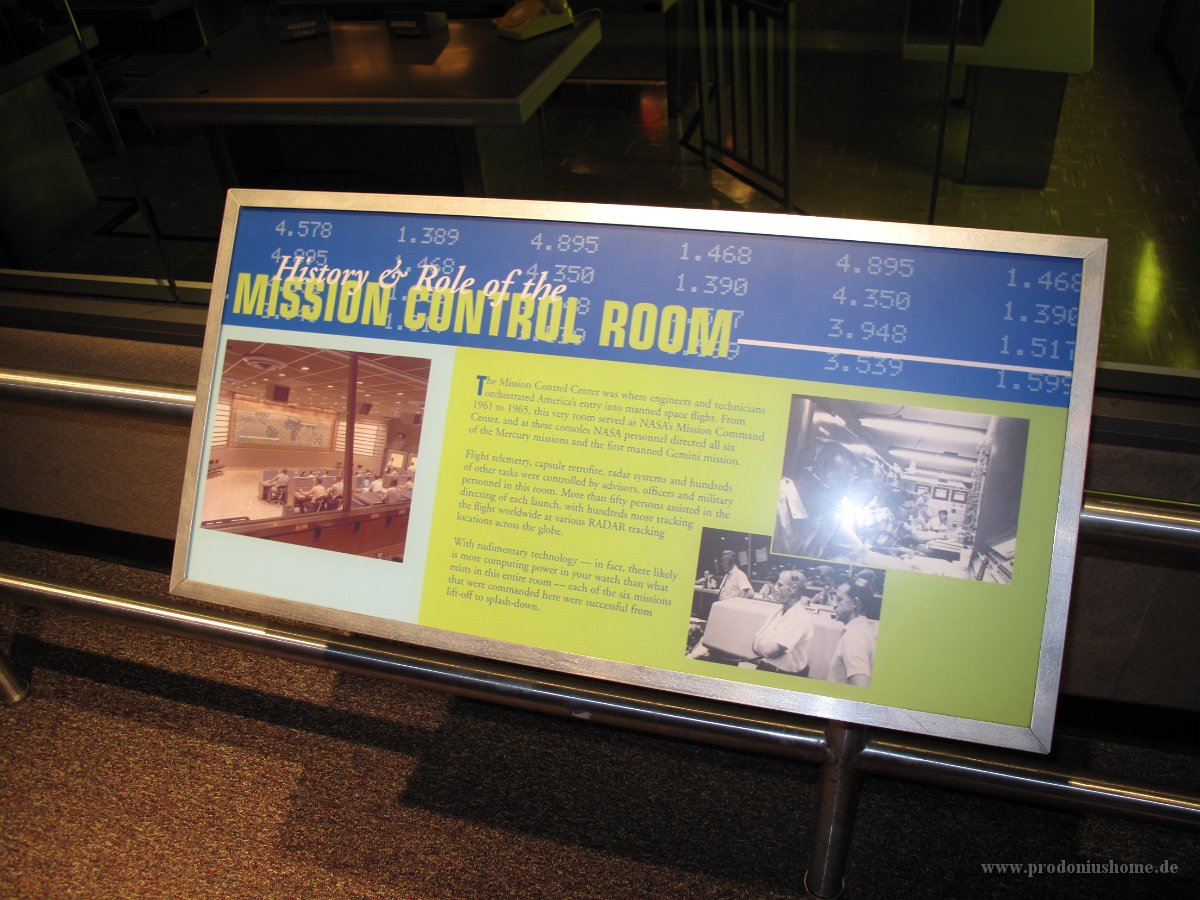 4.578 1.389 4.895 1.468 4.895 1.468
4.895 .468 4.350 1.390 4.350 1.390
3.948 1.517
3.539 1.599
History & Role of the
MISSION CONTROL ROOM
The Mission Control Center was where engineers and technicians
orchestrated America's entry into manned space flight. From
1961 to 1965, this very room served as NASA's Mission Command
Center, and at these consoles NASA personnel directed all six
of the Mercury missions and the first manned Gemini mission.
Flight telemetry, capsule retrofire, radar systems and hundreds
of other tasks were controlled by advisors, officers and military
personnel in this room. More than fifty persons assisted in the
directing of each launch, with hundreds more tracking
the flight worldwide at various RADAR tracking
locations across the globe.
With rudimentary technology — in fact, there likely
is more computing power in your watch than what
exists in this entire room — each of the six missions
that were commanded here were successful from
lift-off to splash-down.
www.prodoniushome.de